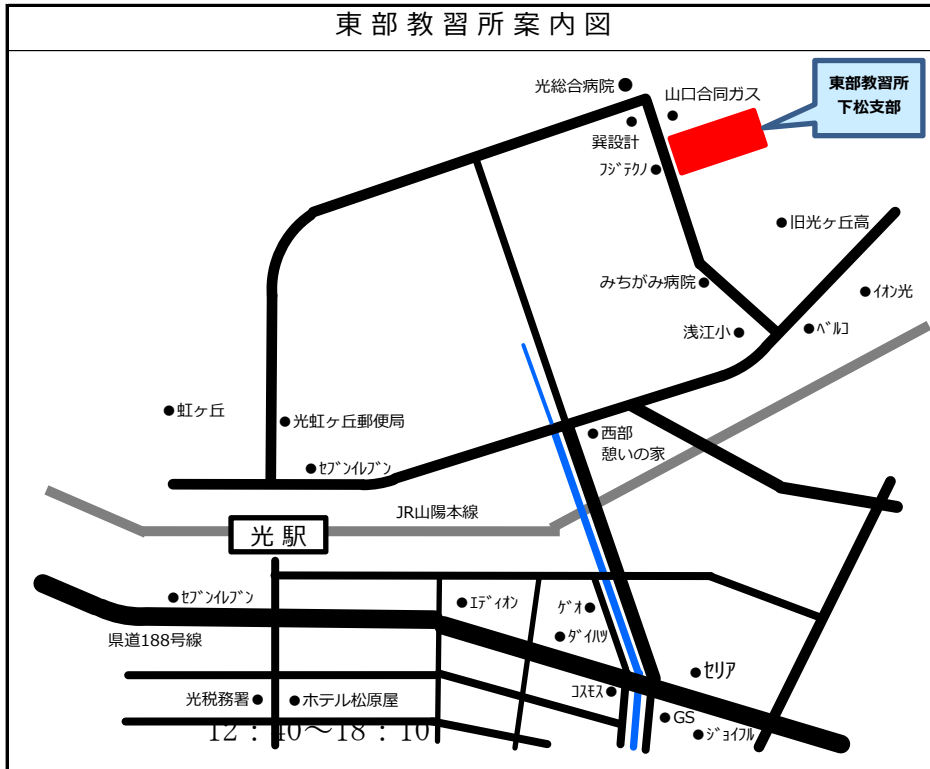 東部教習所案内図
光総合病院
山口合同ガス
東部教習所
下松支部
巽設計
ﾌｼﾞﾃｸﾉ
旧光ヶ丘高
みちがみ病院
ｲｵﾝ光
浅江小
ﾍﾞﾙｺ
虹ヶ丘
光虹ヶ丘郵便局
西部
憩いの家
ｾﾌﾞﾝｲﾚﾌﾞﾝ
JR山陽本線
光駅
ｾﾌﾞﾝｲﾚﾌﾞﾝ
ｴﾃﾞｨｵﾝ
ｹﾞｵ
ﾀﾞｲﾊﾂ
県道188号線
セリア
ｺｽﾓｽ
光税務署
ホテル松原屋
GS
ｼﾞｮｲﾌﾙ
12：40～18：10